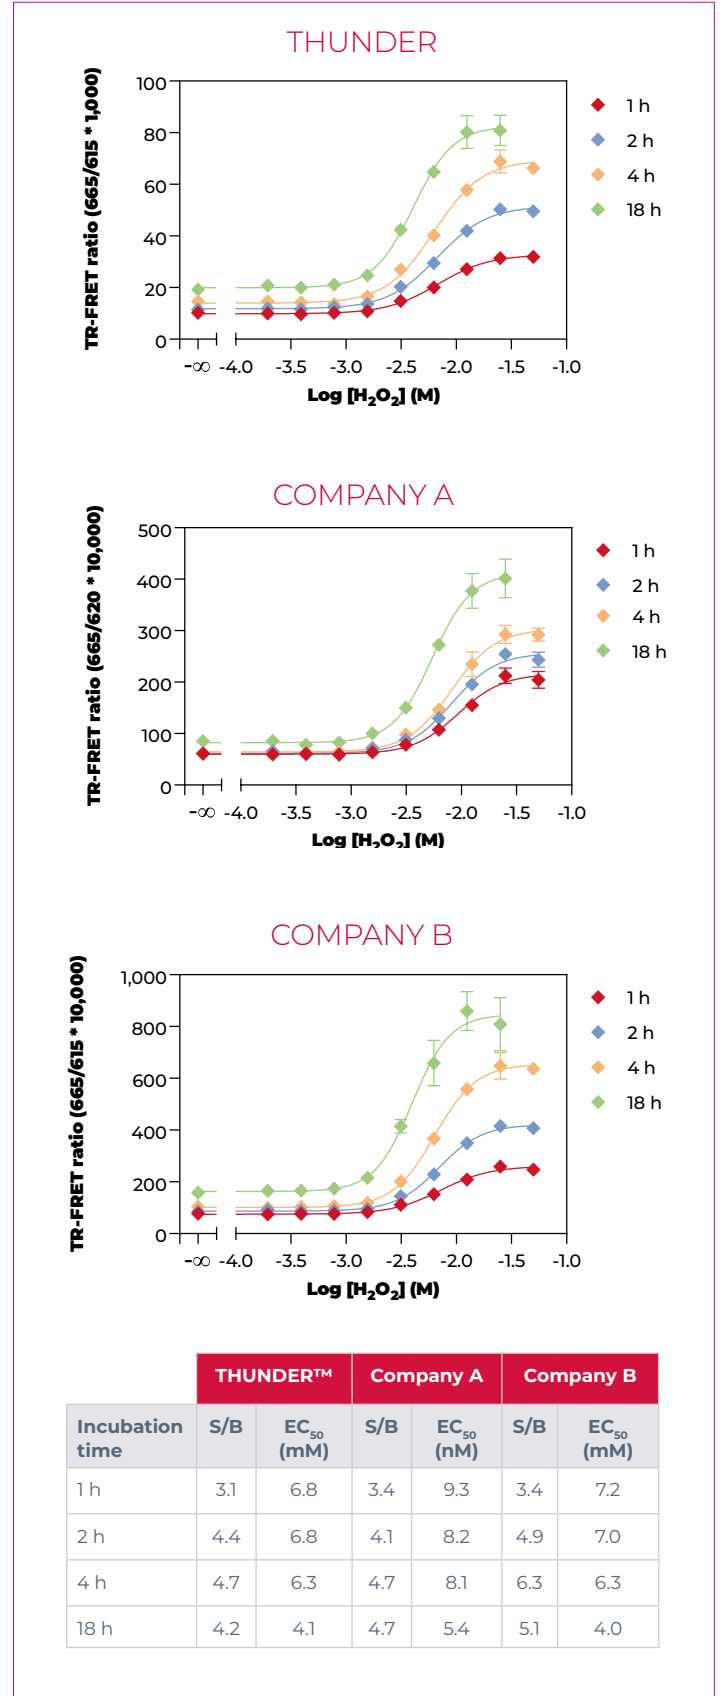 THUNDER
TR-FRET ratio (665/615 * 1,000)
100
80
60
40
20
0
-∞ -4.0 -3.5 -3.0 -2.5 -2.0 -1.5 -1.0
Log [H₂O₂] (M)
1 h
2 h
4 h
18 h
COMPANY A
TR-FRET ratio (665/620 * 10,000)
500
400
300
200
100
0
-∞ -4.0 -3.5 -3.0 -2.5 -2.0 -1.5 -1.0
Log [H₂O₂] (M)
1 h
2 h
4 h
18 h
COMPANY B
TR-FRET ratio (665/615 * 10,000)
1,000
800
600
400
200
0
-∞ -4.0 -3.5 -3.0 -2.5 -2.0 -1.5 -1.0
Log [H₂O₂] (M)
1 h
2 h
4 h
18 h
THUNDER™ Company A Company B
Incubation time S/B EC₅₀ (mM) S/B EC₅₀ (nM) S/B EC₅₀ (mM)
1 h 3.1 6.8 3.4 9.3 3.4 7.2
2 h 4.4 6.8 4.1 8.2 4.9 7.0
4 h 4.7 6.3 4.7 8.1 6.3 6.3
18 h 4.2 4.1 4.7 5.4 5.1 4.0